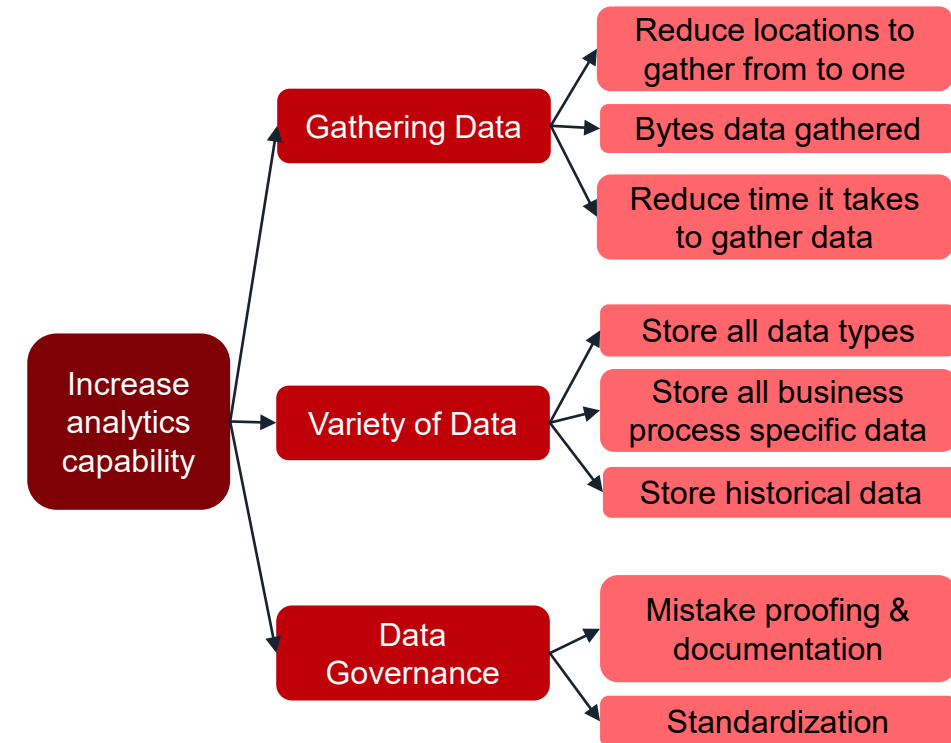 Increase
analytics
capability
Gathering Data
Reduce locations to
gather from to one
Bytes data gathered
Reduce time it takes
to gather data
Variety of Data
Store all data types
Store all business
process specific data
Store historical data
Data
Governance
Mistake proofing &
documentation
Standardization